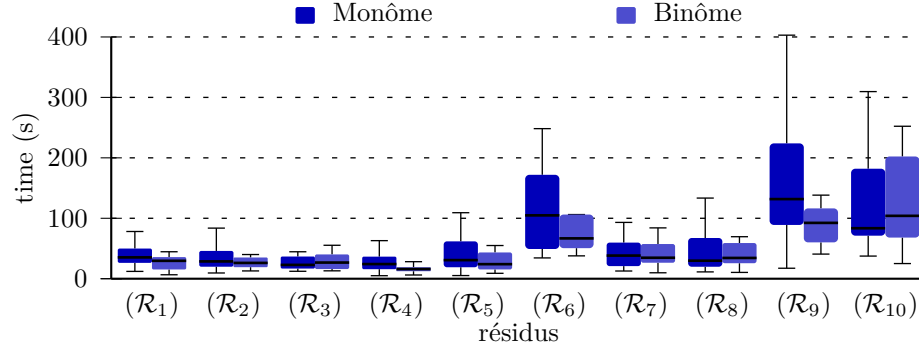 Monôme Binôme
400
300
200
100
0
time (s)
(R₁) (R₂) (R₃) (R₄) (R₅) (R₆) (R₇) (R₈) (R₉) (R₁₀)
résidus